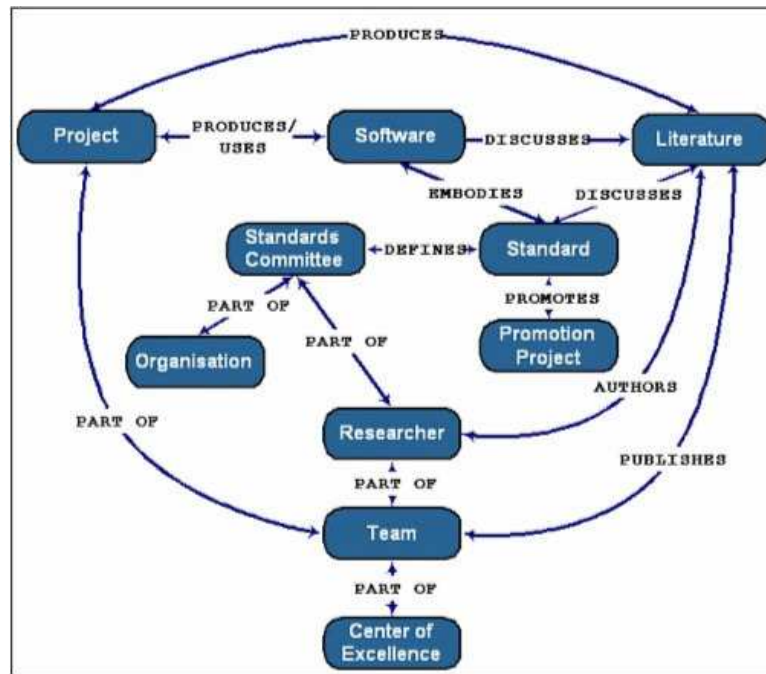 PRODUCES
Project
PRODUCES/
USES
Software
DISCUSSES
Literature
EMBODIES
DISCUSSES
Standards
Committee
DEFINES
Standard
PART OF
PROMOTES
Organisation
PART OF
Promotion
Project
AUTHORS
PART OF
Researcher
PUBLISHES
PART OF
Team
PART OF
Center of
Excellence